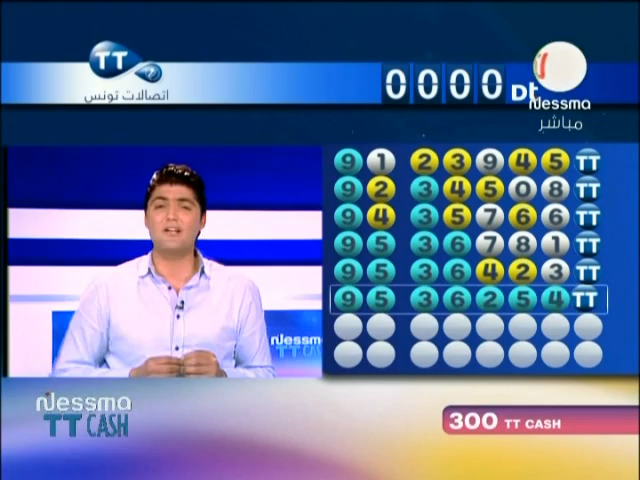 TT
اتصالات تونس
0000 Dt
Nessma
مباشر
9 1 2 3 9 4 5 TT
9 2 3 4 5 0 8 TT
9 4 3 5 7 6 6 TT
9 5 3 6 7 8 1 TT
9 5 3 6 4 2 3 TT
9 5 3 6 2 5 4 TT
Nessma
TT CASH
Nessma
TT CASH
300 TT CASH